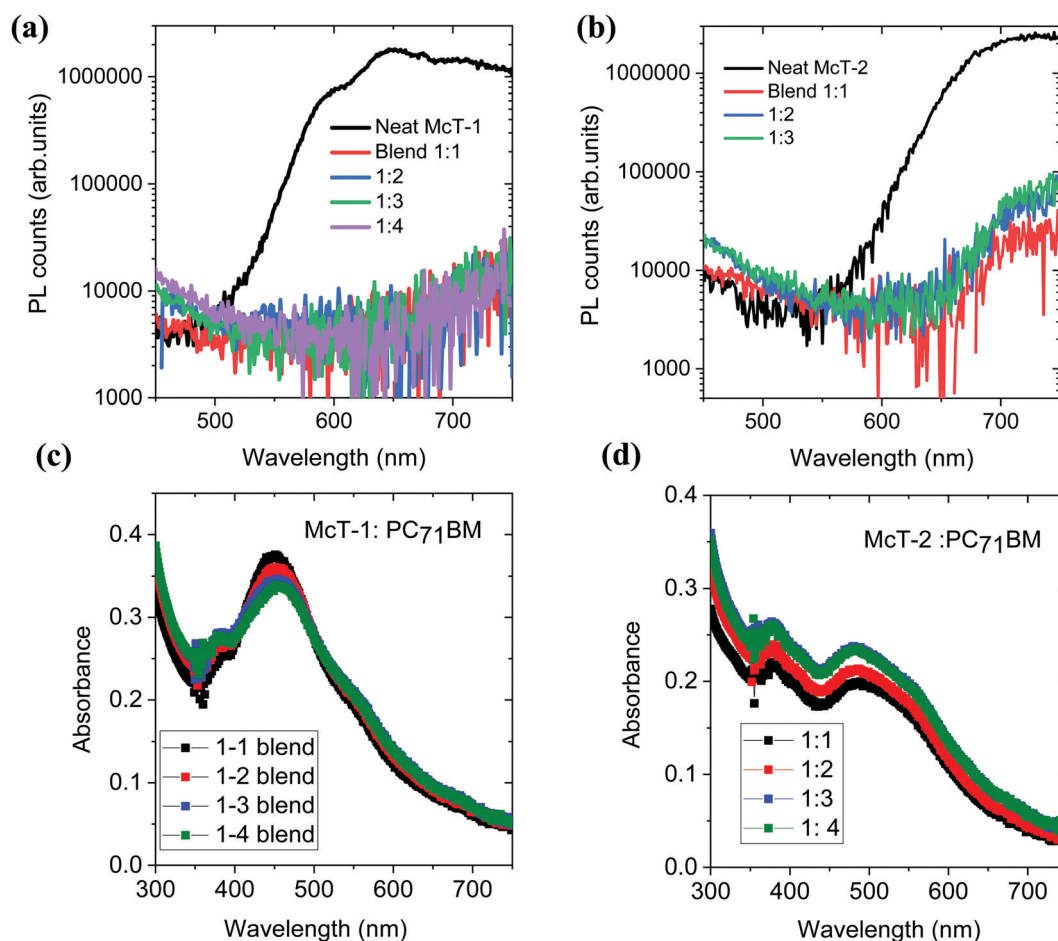 (a)
PL counts (arb.units)
1000000
100000
10000
1000
Neat McT-1
Blend 1:1
1:2
1:3
1:4
500
600
700
Wavelength (nm)
(b)
PL counts (arb.units)
1000000
100000
10000
1000
Neat McT-2
Blend 1:1
1:2
1:3
500
600
700
Wavelength (nm)
(c)
Absorbance
0.4
0.3
0.2
0.1
0.0
McT-1: PC71BM
1-1 blend
1-2 blend
1-3 blend
1-4 blend
300
400
500
600
700
Wavelength (nm)
(d)
Absorbance
0.4
0.3
0.2
0.1
0.0
McT-2 :PC71BM
1:1
1:2
1:3
1: 4
300
400
500
600
700
Wavelength (nm)